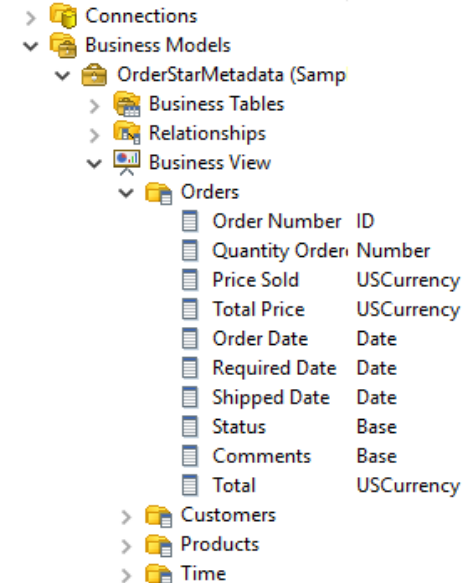 Connections
Business Models
OrderStarMetadata (Samp
Business Tables
Relationships
Business View
Orders
Order Number ID
Quantity Order Number
Price Sold USCurrency
Total Price USCurrency
Order Date Date
Required Date Date
Shipped Date Date
Status Base
Comments Base
Total USCurrency
Customers
Products
Time